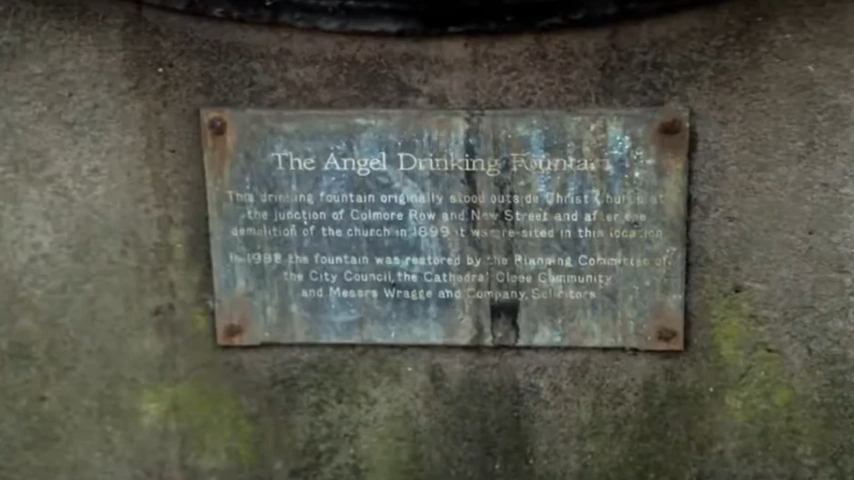 The Angel Drinking Fountain
This drinking fountain originally stood outside Christ Church at
the junction of Colmore Row and New Street and after the
demolition of the church in 1899 it was re-sited in this location
In 1988 the fountain was restored by the Planning Committee of
the City Council, the Cathedral Close Community
and Messrs Wragge and Company, Solicitors